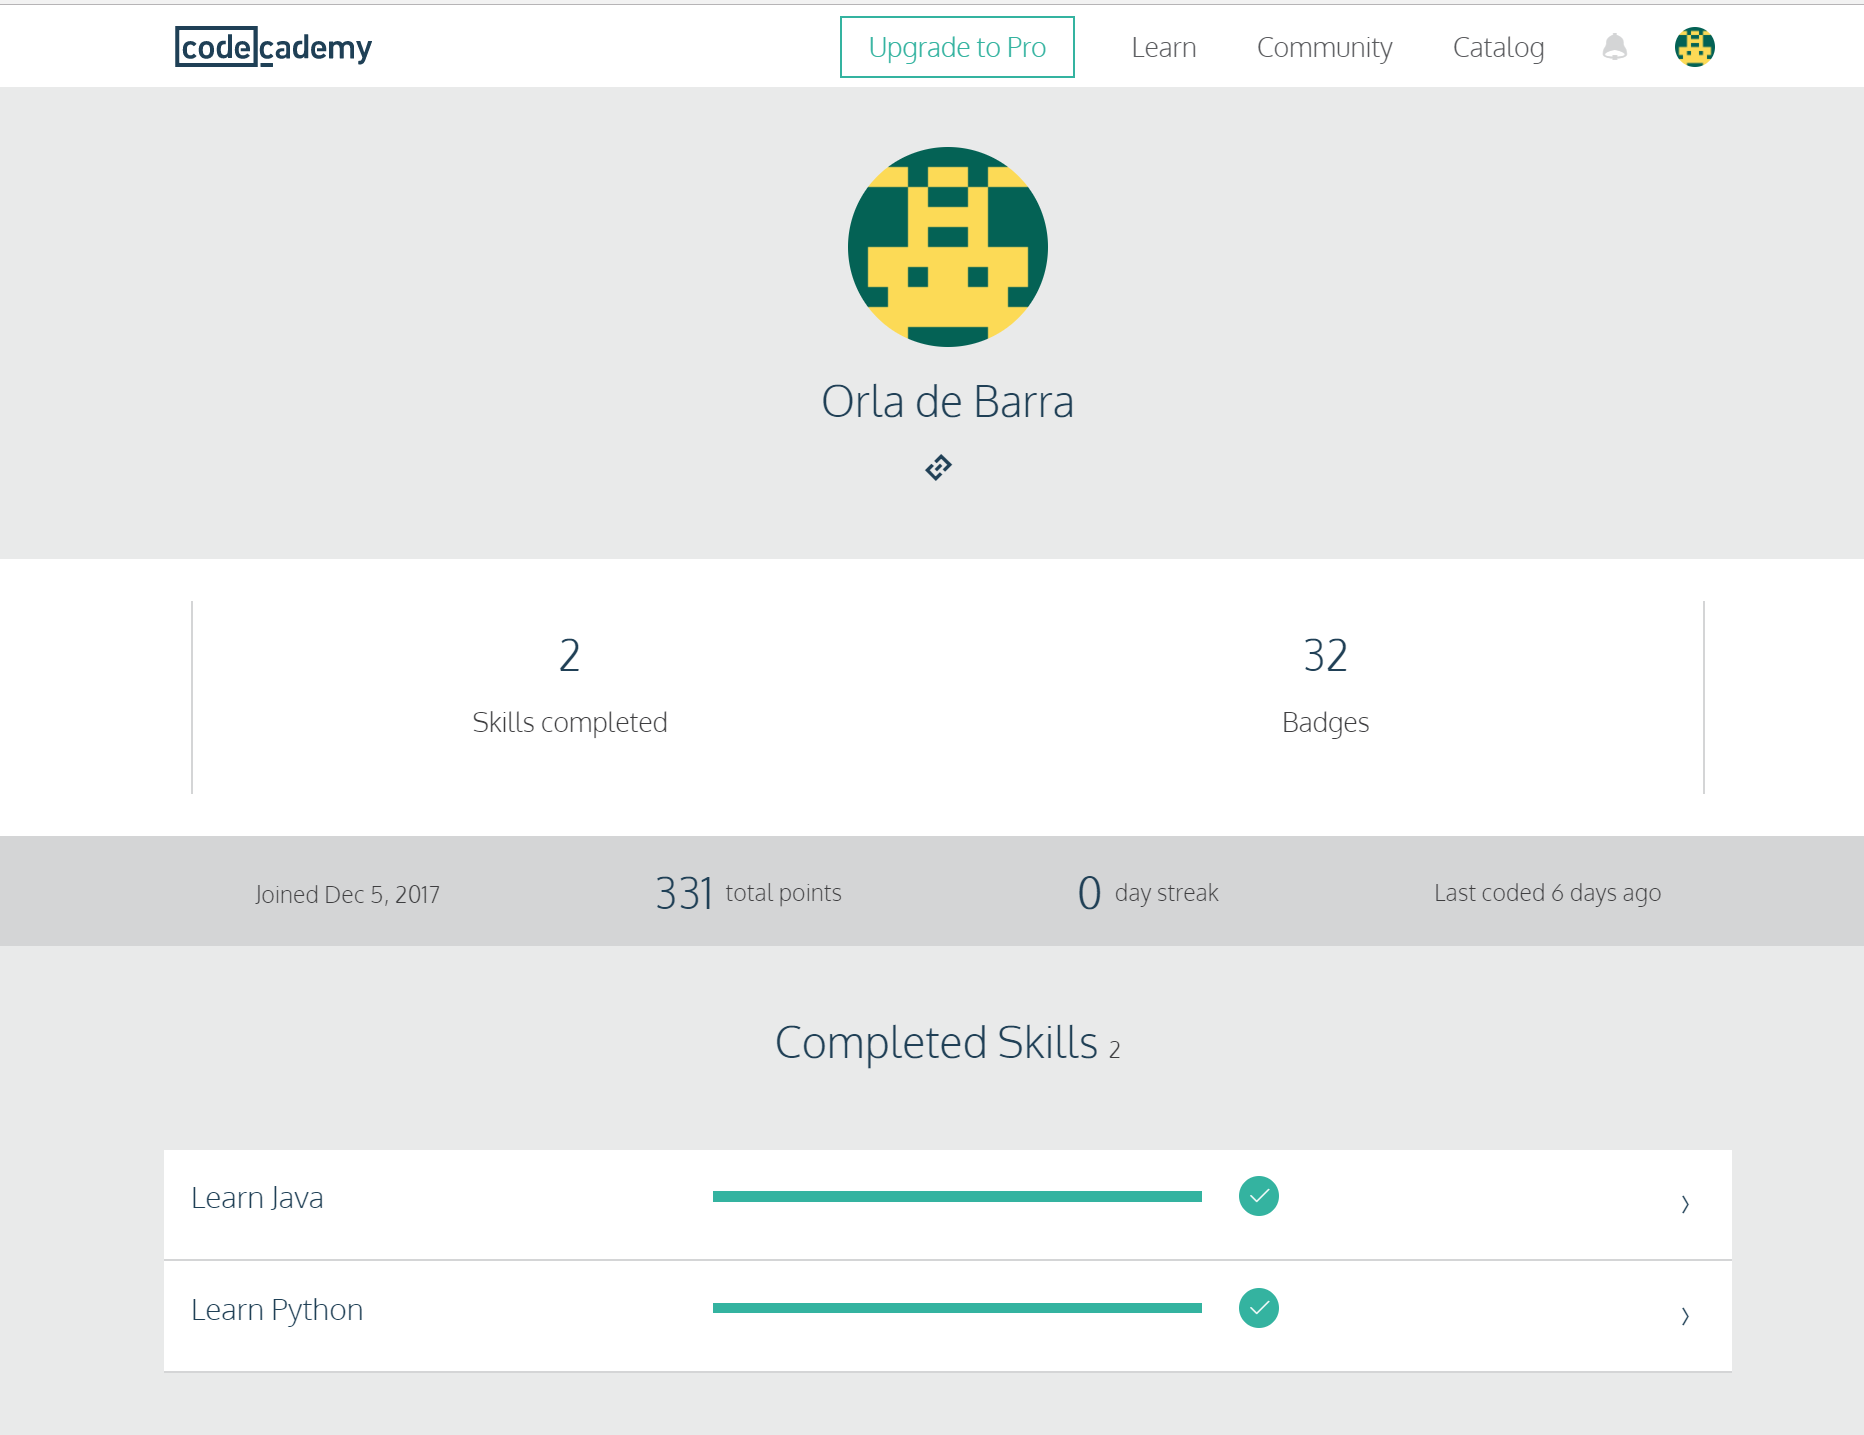 codecademy
Upgrade to Pro Learn Community Catalog
Orla de Barra
2 32
Skills completed Badges
Joined Dec 5, 2017 331 total points 0 day streak Last coded 6 days ago
Completed Skills 2
Learn Java
Learn Python